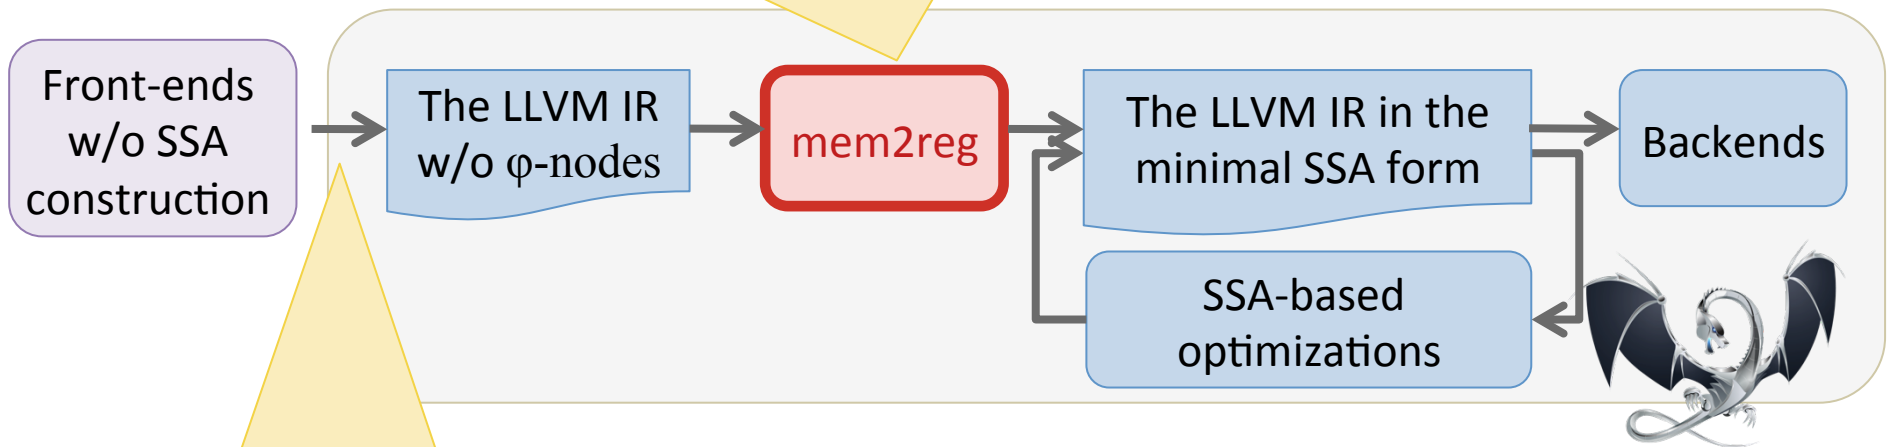 Front-ends
w/o SSA
construction
The LLVM IR
w/o φ-nodes
mem2reg
The LLVM IR in the
minimal SSA form
Backends
SSA-based
optimizations